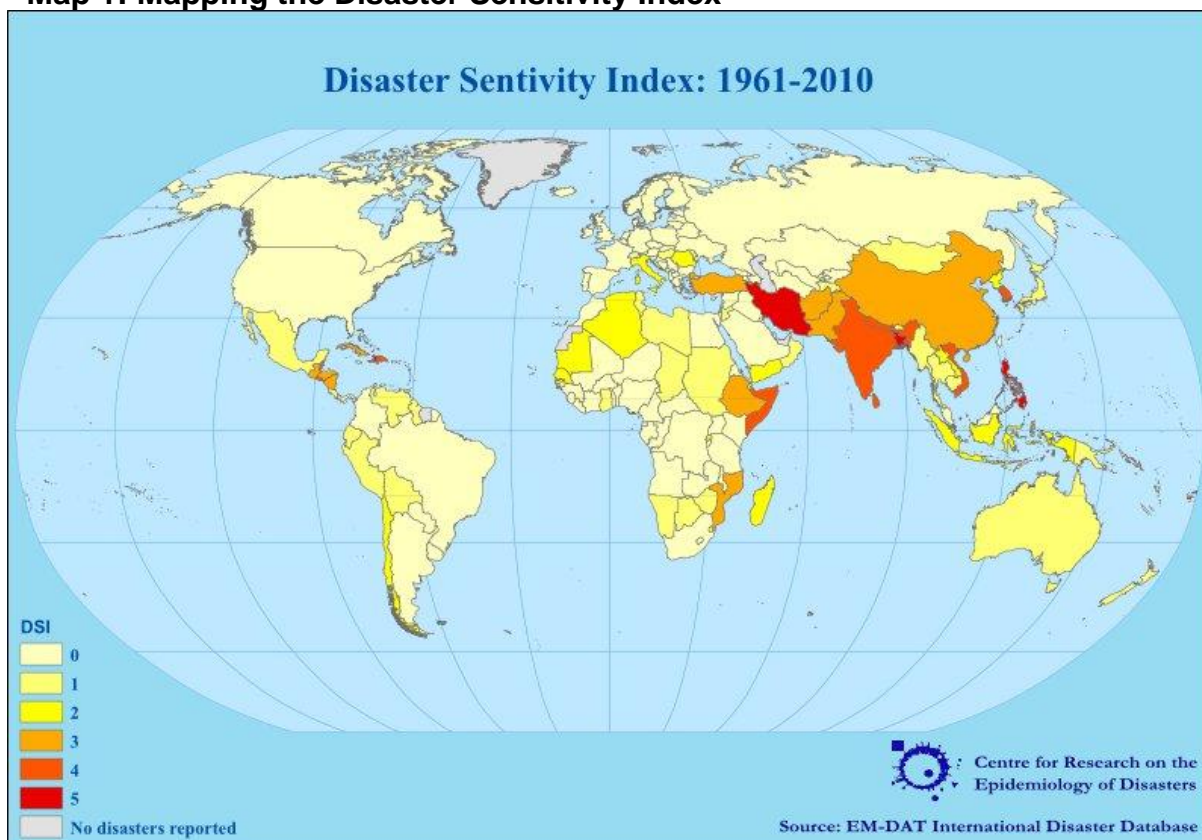 Map 1: Mapping the Disaster Sensitivity Index
Disaster Sentivity Index: 1961-2010
DSI
0
1
2
3
4
5
No disasters reported
Centre for Research on the
Epidemiology of Disasters
Source: EM-DAT International Disaster Database